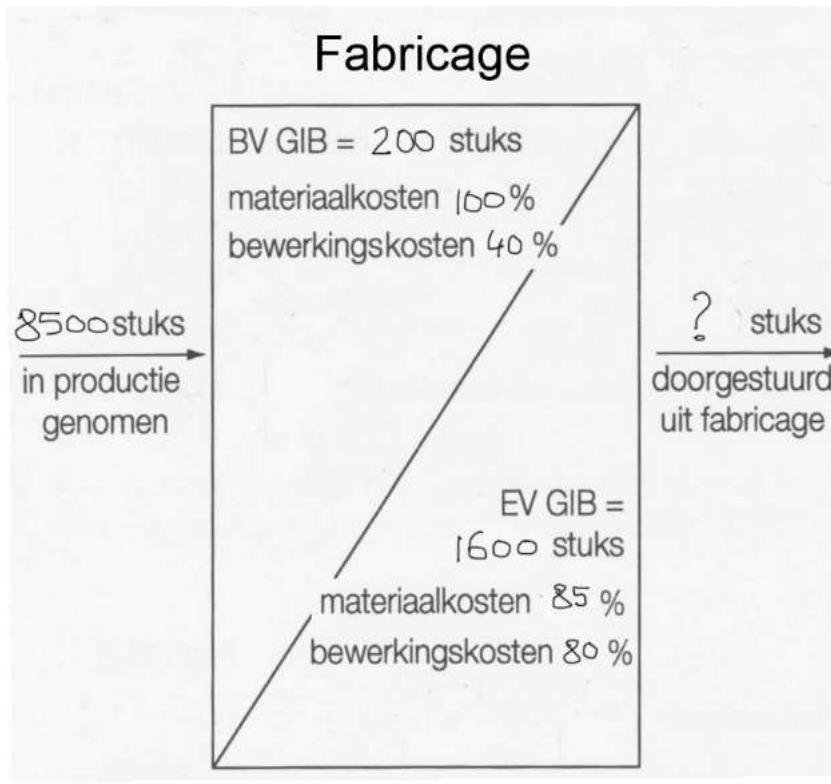 Fabricage
BV GIB = 200 stuks
materiaalkosten 100 %
bewerkingskosten 40 %
8500 stuks
in productie
genomen
? stuks
doorgestuurd
uit fabricage
EV GIB =
1600 stuks
materiaalkosten 85 %
bewerkingskosten 80 %